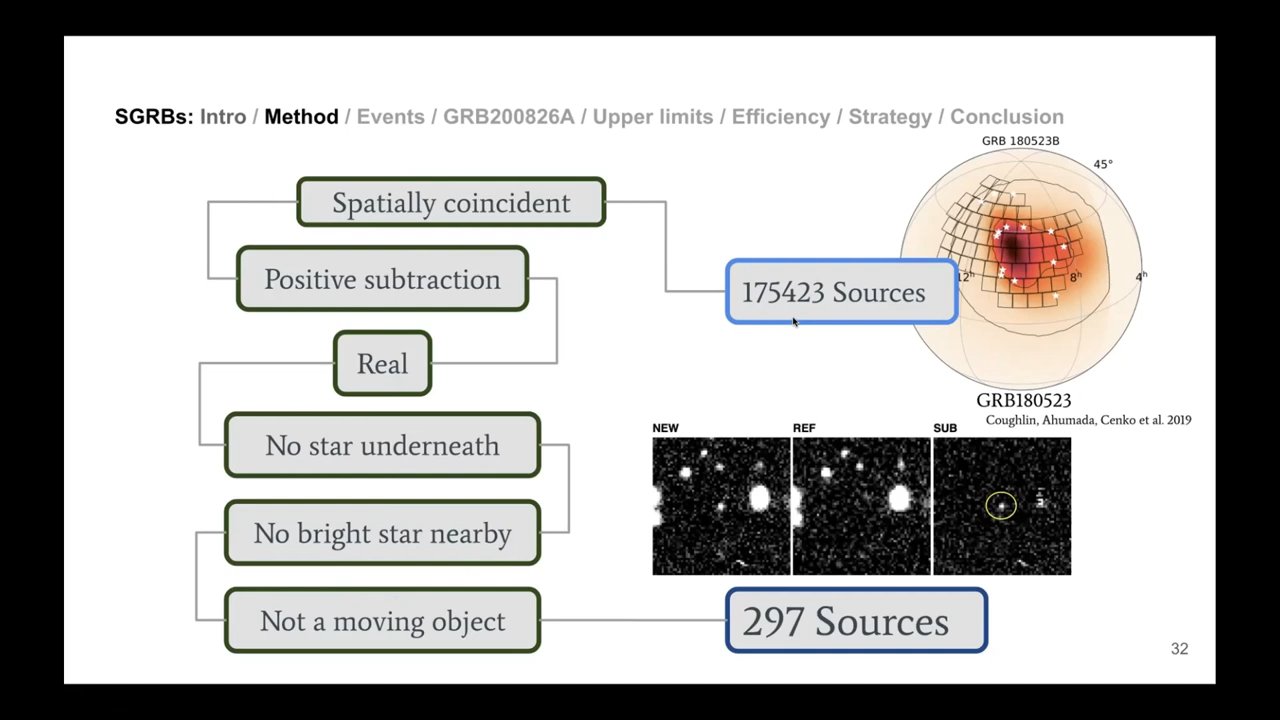 SGRBs: Intro / Method / Events / GRB200826A / Upper limits / Efficiency / Strategy / Conclusion
GRB 180523B
45°
Spatially coincident
Positive subtraction
175423 Sources
12h
8h
4h
Real
GRB180523
Coughlin, Ahumada, Cenko et al. 2019
No star underneath
NEW
REF
SUB
No bright star nearby
Not a moving object
297 Sources
32